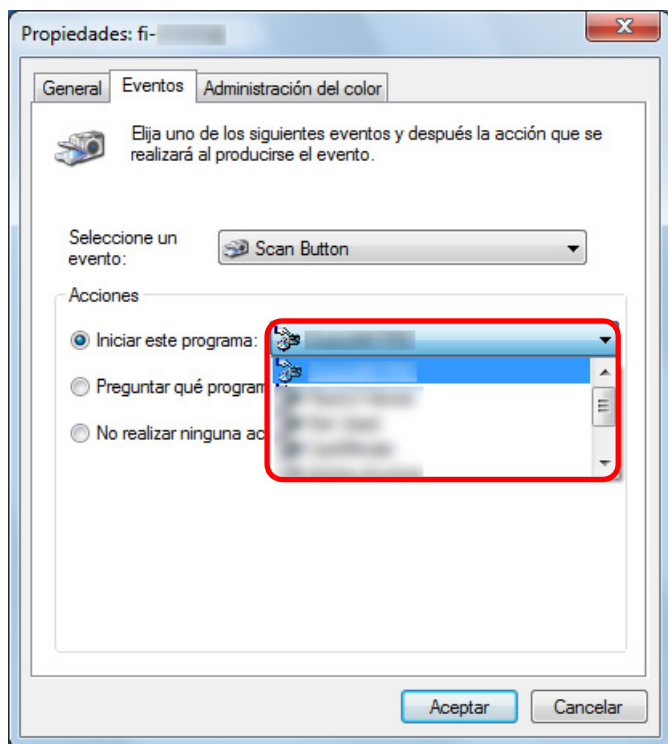 Propiedades: fi-
General Eventos Administración del color
Elija uno de los siguientes eventos y después la acción que se
realizará al producirse el evento.
Seleccione un
evento:
Scan Button
Acciones
Iniciar este programa:
Preguntar qué program
No realizar ninguna ac
Aceptar Cancelar